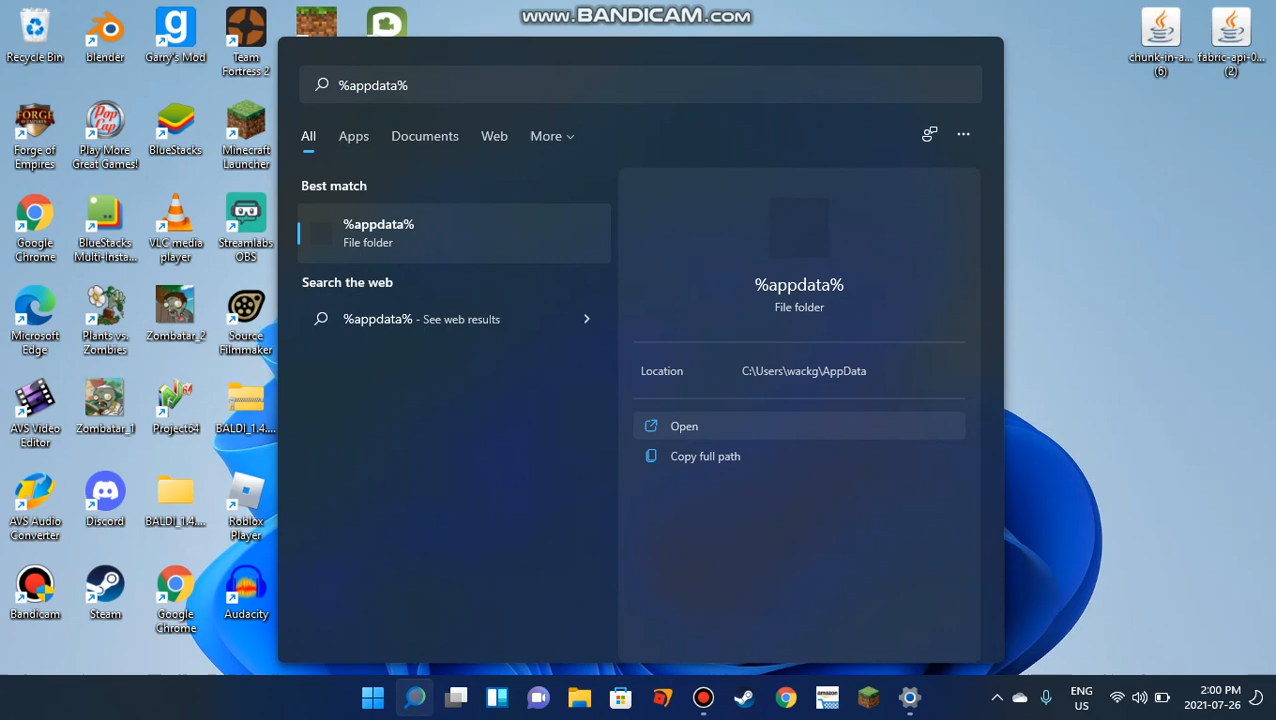 www.BANDICAM.com
Recycle Bin
blender
Garry's Mod
Team
Fortress 2
chunk-in-a...
(6)
fabric-api-0...
(2)
%appdata%
All
Apps
Documents
Web
More
Best match
%appdata%
File folder
Search the web
%appdata% - See web results
%appdata%
File folder
Location
C:\Users\wackg\AppData
Open
Copy full path
FORGE
Forge of
Empires
Pop
Cap
Play More
Great Games!
BlueStacks
Minecraft
Launcher
Google
Chrome
BlueStacks
Multi-Insta...
VLC media
player
Streamlabs
OBS
Microsoft
Edge
Plants vs.
Zombies
Zombatar_2
Source
Filmmaker
AVS Video
Editor
Zombatar_1
Project64
BALDI_1.4....
AVS Audio
Converter
Discord
BALDI_1.4....
Roblox
Player
Bandicam
Steam
Google
Chrome
Audacity
amazon
ENG
US
2:00 PM
2021-07-26